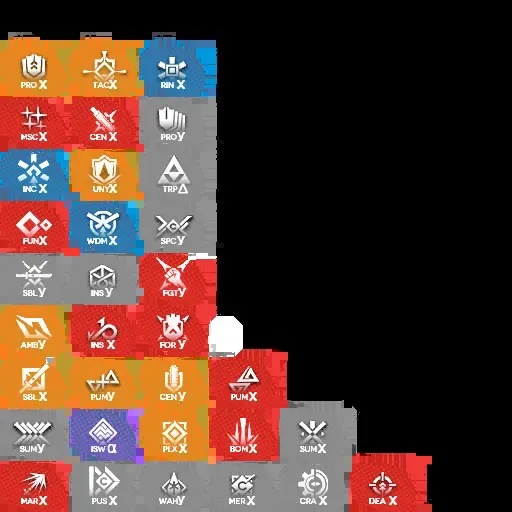 PRO X TAC X RIN X
MSC X CEN X PRO y
INC X UNY X TRP Δ
FUN X WDM X SPC y
SBL y INS y FGT y
AMB y INS X FOR y
SBL X PUM y CEN y PUM X
SUM y ISW α PLX X BOM X SUM X
MAR X PUS X WAH y MER X CRA X DEA X